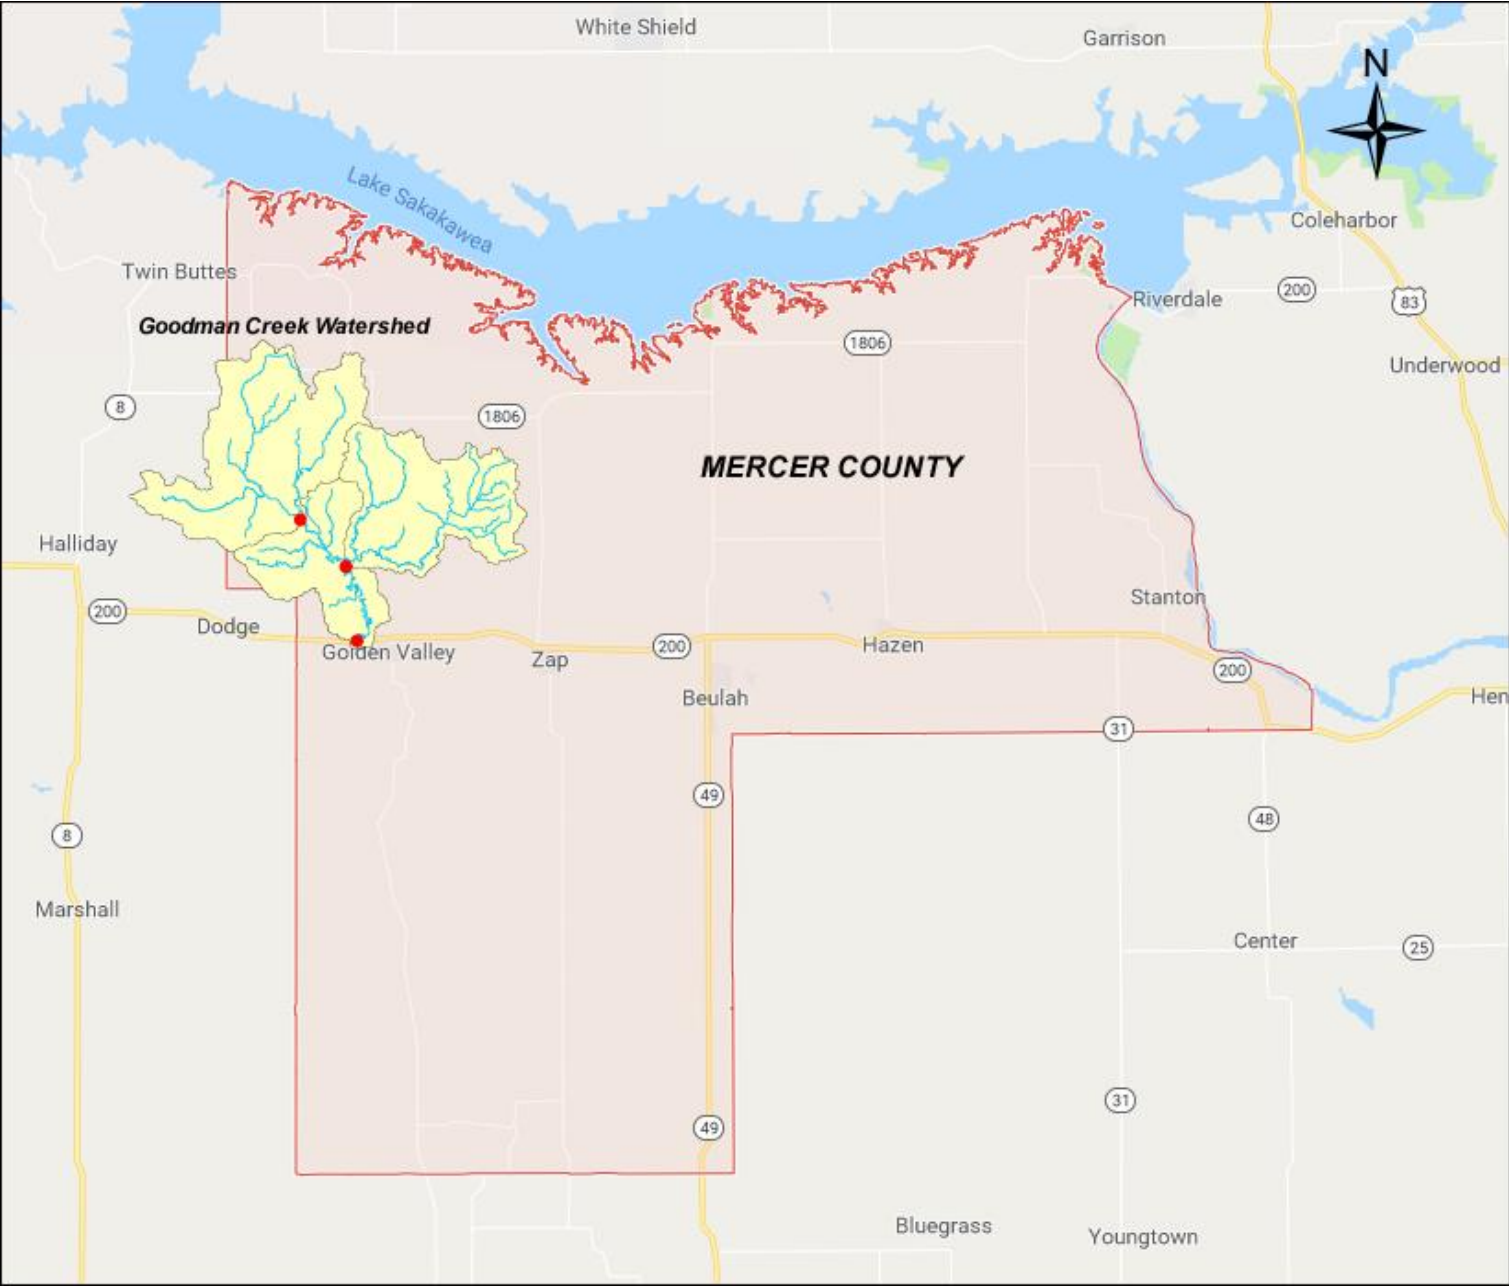 White Shield
Garrison
N
Lake Sakakawea
Coleharbor
Twin Buttes
Riverdale
200
83
Goodman Creek Watershed
1806
Underwood
8
1806
MERCER COUNTY
Halliday
Stanton
200
Dodge
Golden Valley
Zap
200
Hazen
200
Beulah
Hen
31
49
48
8
Marshall
Center
25
31
49
Bluegrass
Youngtown